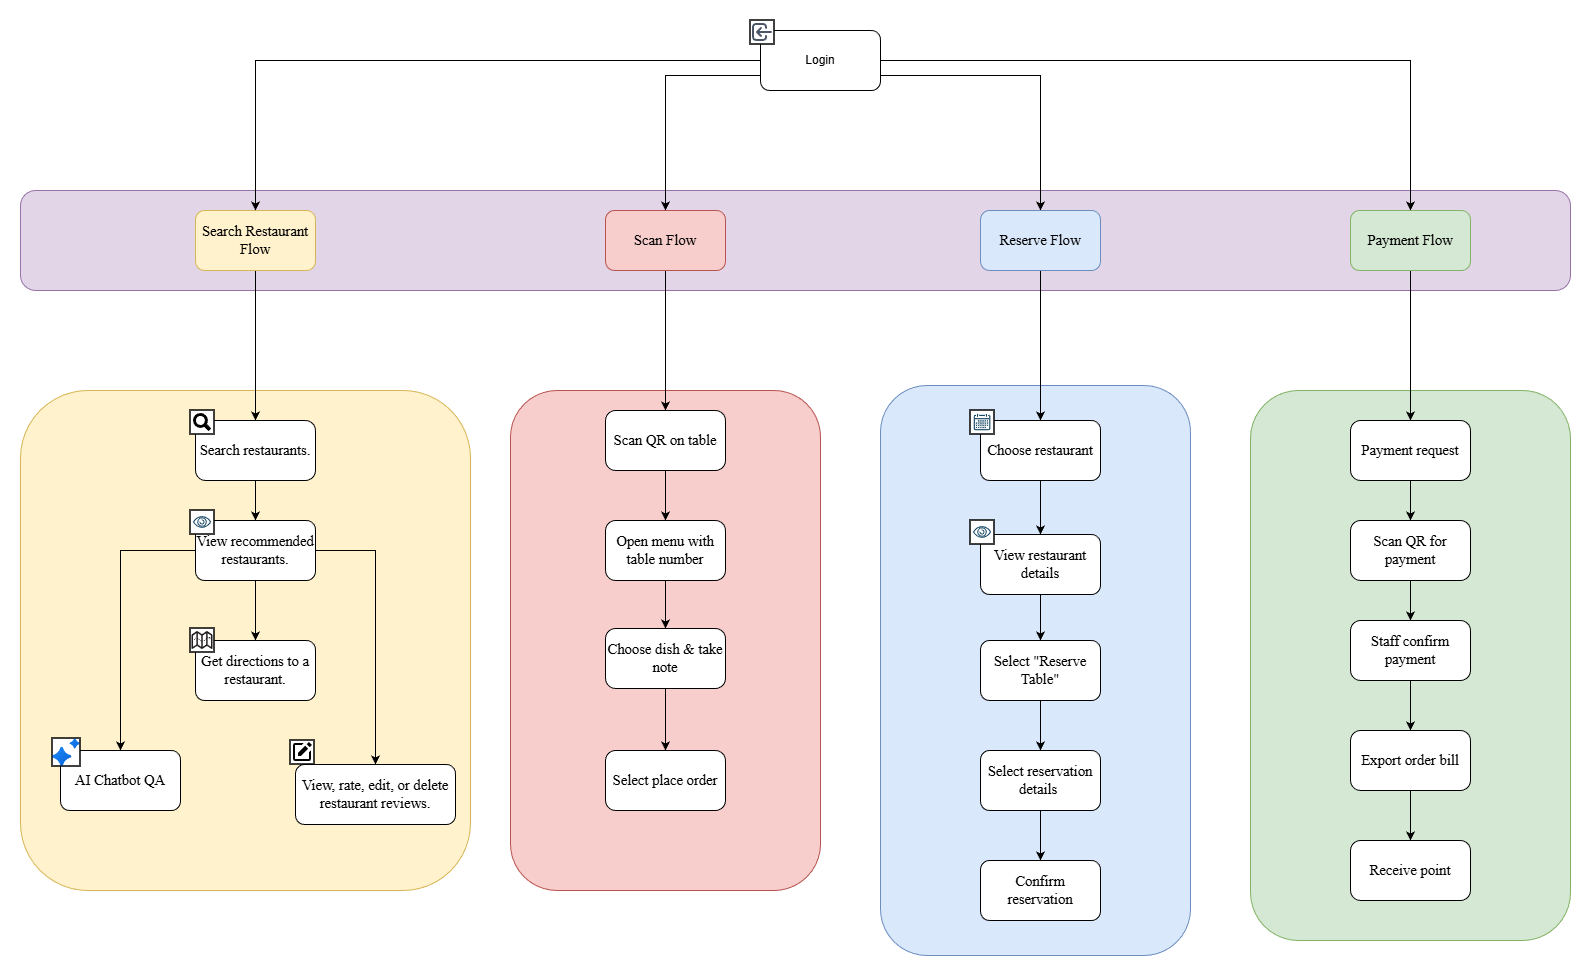 Login
Search Restaurant
Flow
Scan Flow
Reserve Flow
Payment Flow
Search restaurants.
View recommended
restaurants.
Get directions to a
restaurant.
AI Chatbot QA
View, rate, edit, or delete
restaurant reviews.
Scan QR on table
Open menu with
table number
Choose dish & take
note
Select place order
Choose restaurant
View restaurant
details
Select "Reserve
Table"
Select reservation
details
Confirm
reservation
Payment request
Scan QR for
payment
Staff confirm
payment
Export order bill
Receive point